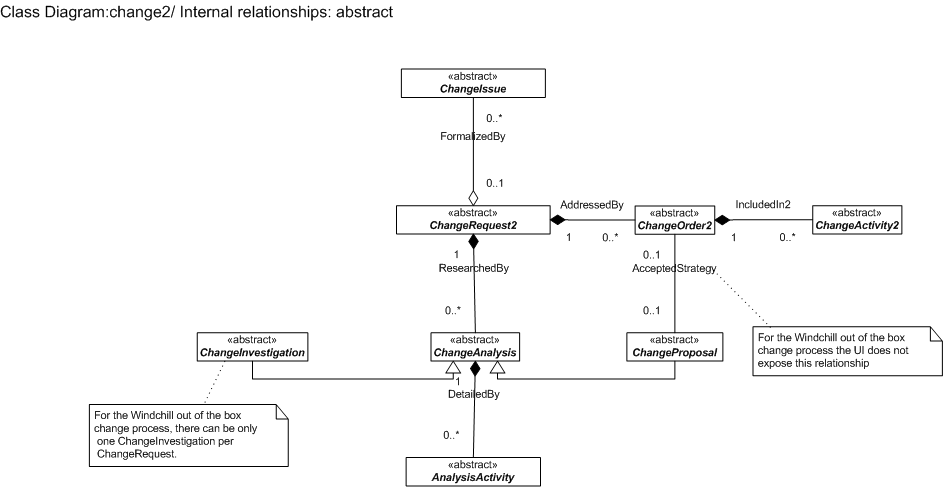 Class Diagram:change2/ Internal relationships: abstract
«abstract»
ChangeIssue
0..*
FormalizedBy
0..1
«abstract»
ChangeRequest2
AddressedBy
1
0..*
«abstract»
ChangeOrder2
IncludedIn2
1
0..*
«abstract»
ChangeActivity2
1
ResearchedBy
0..*
0..1
AcceptedStrategy
0..1
«abstract»
ChangeInvestigation
«abstract»
ChangeAnalysis
«abstract»
ChangeProposal
For the Windchill out of the box
change process the UI does not
expose this relationship
1
DetailedBy
0..*
For the Windchill out of the box
change process, there can be only
one ChangeInvestigation per
ChangeRequest.
«abstract»
AnalysisActivity